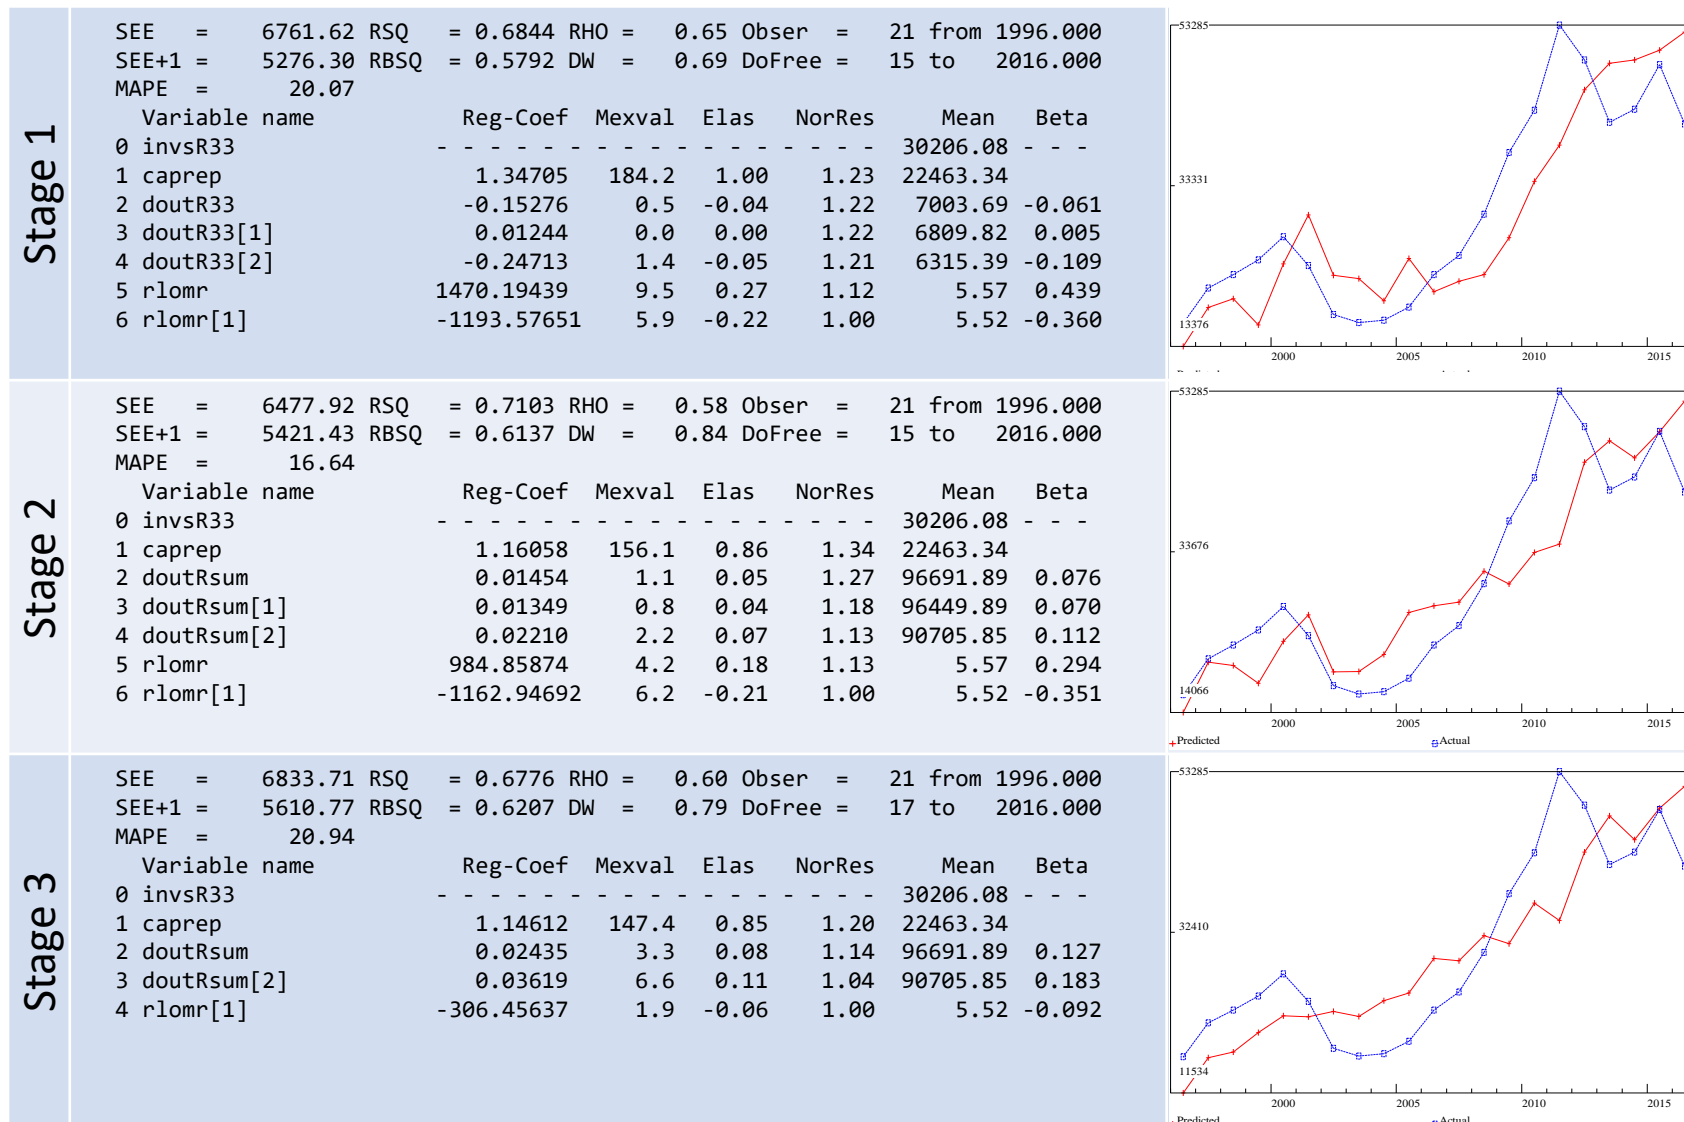 Stage 1
SEE   =     6761.62 RSQ   = 0.6844 RHO =   0.65 Obser  =   21 from 1996.000
SEE+1 =     5276.30 RBSQ  = 0.5792 DW  =   0.69 DoFree =   15 to   2016.000
MAPE  =       20.07
Variable name           Reg-Coef  Mexval  Elas   NorRes     Mean   Beta
0 invsR33             - - - - - - - - - - - - - - - - - 30206.08 - - -
1 caprep                 1.34705   184.2   1.00    1.23  22463.34
2 doutR33               -0.15276     0.5  -0.04    1.22   7003.69 -0.061
3 doutR33[1]             0.01244     0.0   0.00    1.22   6809.82  0.005
4 doutR33[2]            -0.24713     1.4  -0.05    1.21   6315.39 -0.109
5 rlomr               1470.19439     9.5   0.27    1.12      5.57  0.439
6 rlomr[1]           -1193.57651     5.9  -0.22    1.00      5.52 -0.360
53285
33331
13376
2000 2005 2010 2015
Stage 2
SEE   =     6477.92 RSQ   = 0.7103 RHO =   0.58 Obser  =   21 from 1996.000
SEE+1 =     5421.43 RBSQ  = 0.6137 DW  =   0.84 DoFree =   15 to   2016.000
MAPE  =       16.64
Variable name           Reg-Coef  Mexval  Elas   NorRes     Mean   Beta
0 invsR33             - - - - - - - - - - - - - - - - - 30206.08 - - -
1 caprep                 1.16058   156.1   0.86    1.34  22463.34
2 doutRsum               0.01454     1.1   0.05    1.27  96691.89  0.076
3 doutRsum[1]            0.01349     0.8   0.04    1.18  96449.89  0.070
4 doutRsum[2]            0.02210     2.2   0.07    1.13  90705.85  0.112
5 rlomr                984.85874     4.2   0.18    1.13      5.57  0.294
6 rlomr[1]           -1162.94692     6.2  -0.21    1.00      5.52 -0.351
53285
33676
14066
2000 2005 2010 2015
Predicted Actual
Stage 3
SEE   =     6833.71 RSQ   = 0.6776 RHO =   0.60 Obser  =   21 from 1996.000
SEE+1 =     5610.77 RBSQ  = 0.6207 DW  =   0.79 DoFree =   17 to   2016.000
MAPE  =       20.94
Variable name           Reg-Coef  Mexval  Elas   NorRes     Mean   Beta
0 invsR33             - - - - - - - - - - - - - - - - - 30206.08 - - -
1 caprep                 1.14612   147.4   0.85    1.20  22463.34
2 doutRsum               0.02435     3.3   0.08    1.14  96691.89  0.127
3 doutRsum[2]            0.03619     6.6   0.11    1.04  90705.85  0.183
4 rlomr[1]            -306.45637     1.9  -0.06    1.00      5.52 -0.092
53285
32410
11534
2000 2005 2010 2015
Predicted Actual